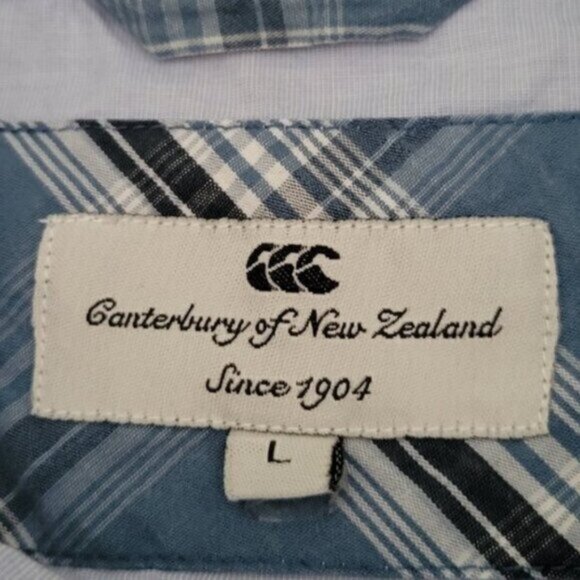 Canterbury of New Zealand
Since 1904
L